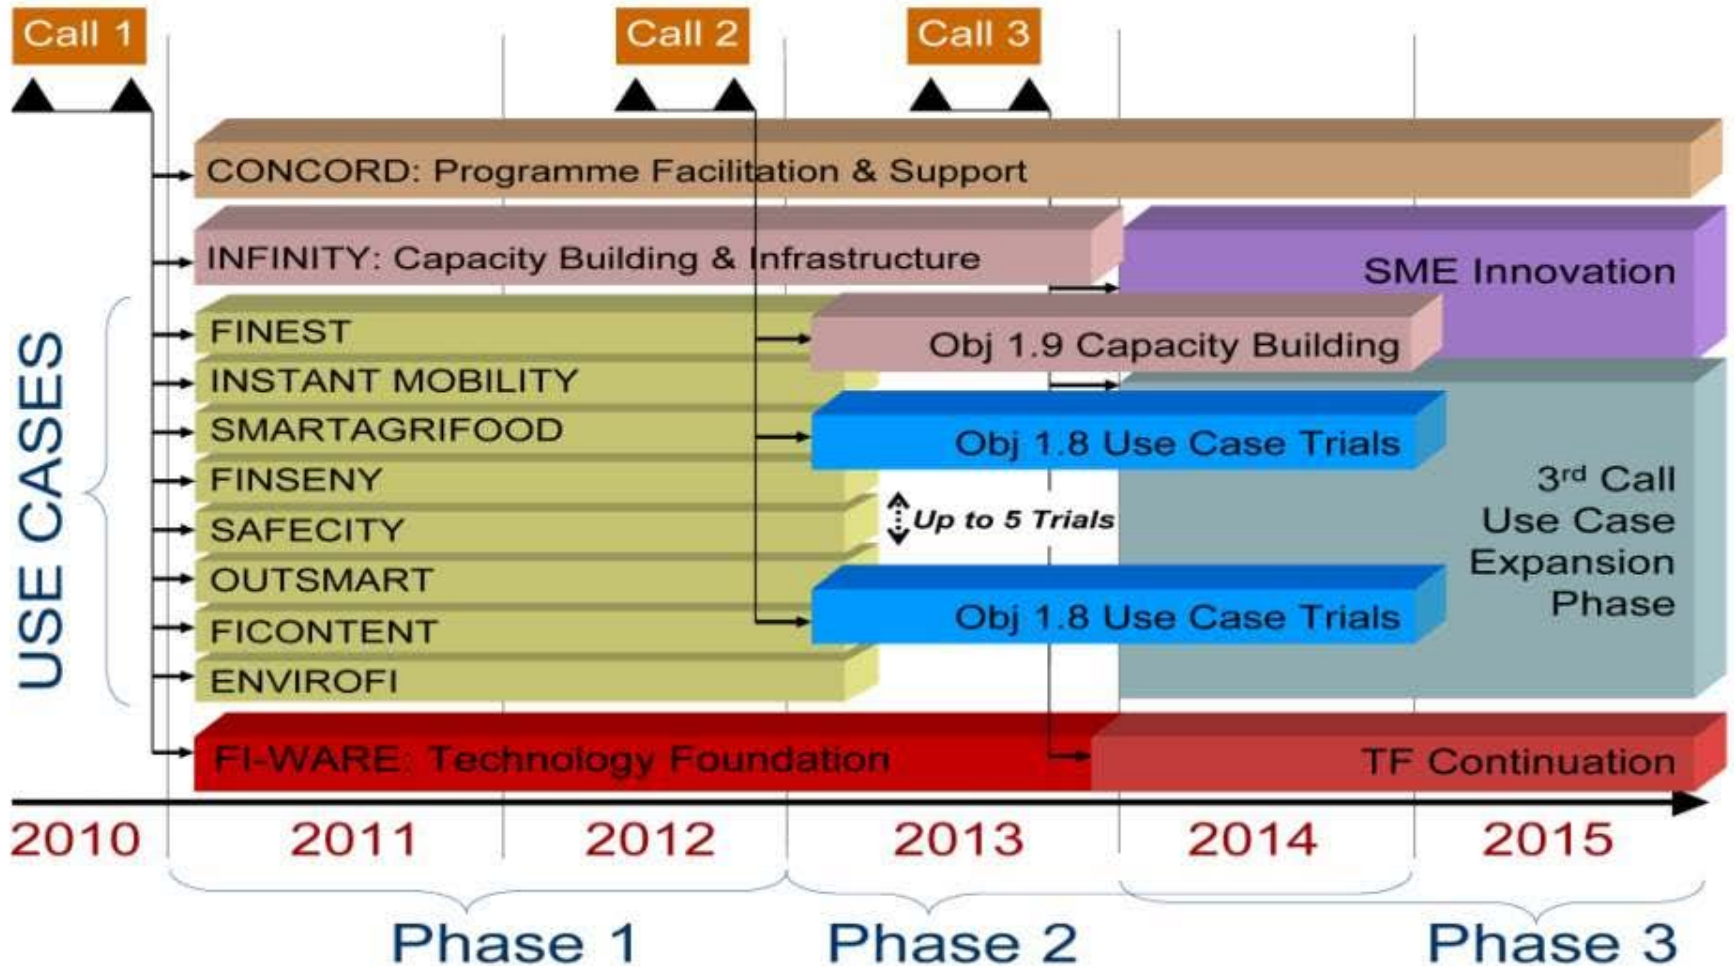 Call 1
Call 2
Call 3
CONCORD: Programme Facilitation & Support
INFINITY: Capacity Building & Infrastructure
SME Innovation
USE CASES
FINEST
INSTANT MOBILITY
SMARTAGRIFOOD
FINSENY
SAFECITY
OUTSMART
FICONTENT
ENVIROFI
Obj 1.9 Capacity Building
Obj 1.8 Use Case Trials
Up to 5 Trials
Obj 1.8 Use Case Trials
3rd Call
Use Case
Expansion
Phase
FI-WARE: Technology Foundation
TF Continuation
2010
2011
2012
2013
2014
2015
Phase 1
Phase 2
Phase 3